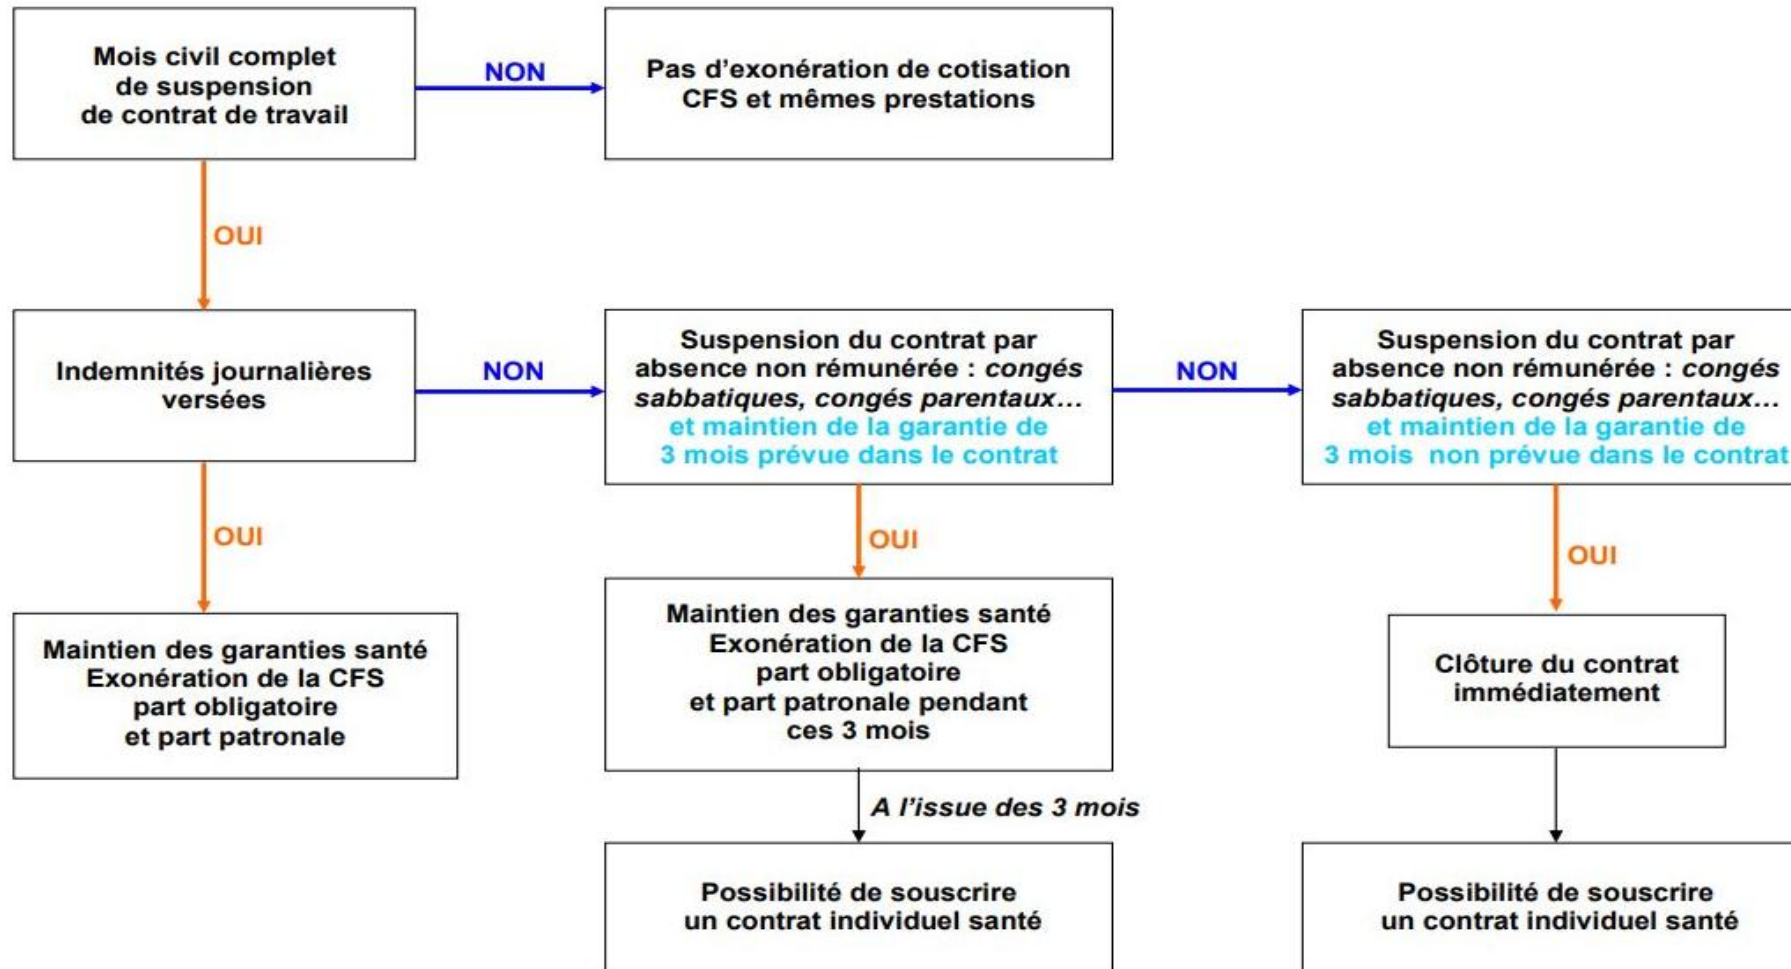 Mois civil complet
de suspension
de contrat de travail
NON
Pas d'exonération de cotisation
CFS et mêmes prestations
OUI
Indemnités journalières
versées
NON
Suspension du contrat par
absence non rémunérée : congés
sabbatiques, congés parentaux...
et maintien de la garantie de
3 mois prévue dans le contrat
NON
Suspension du contrat par
absence non rémunérée : congés
sabbatiques, congés parentaux...
et maintien de la garantie de
3 mois non prévue dans le contrat
OUI
OUI
OUI
Maintien des garanties santé
Exonération de la CFS
part obligatoire
et part patronale
Maintien des garanties santé
Exonération de la CFS
part obligatoire
et part patronale pendant
ces 3 mois
Clôture du contrat
immédiatement
A l'issue des 3 mois
Possibilité de souscrire
un contrat individuel santé
Possibilité de souscrire
un contrat individuel santé